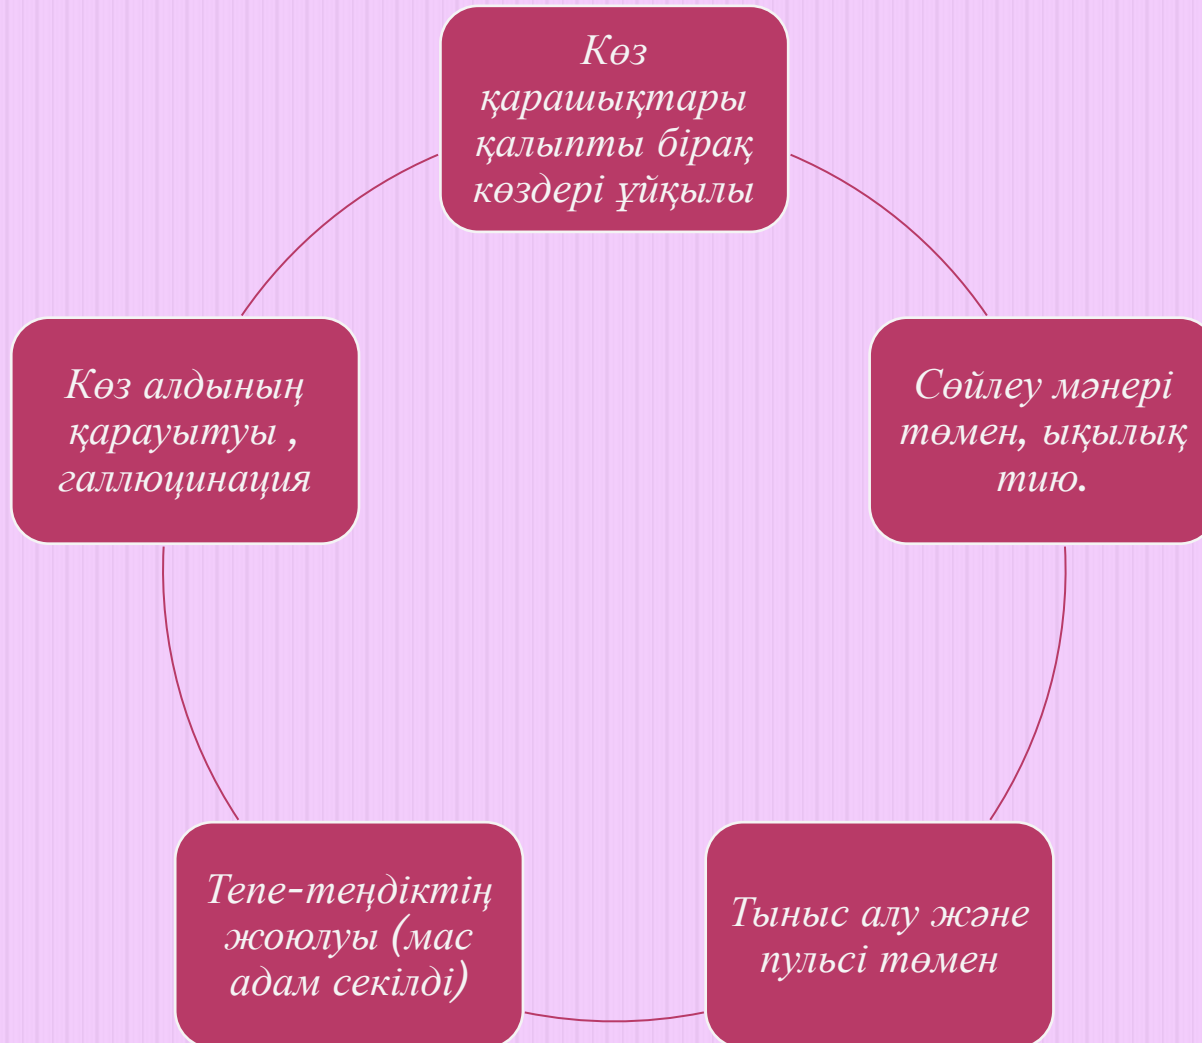 Көз
қарашықтары
қалыпты бірақ
көздері ұйқылы
Сөйлеу мәнері
төмен, ықылық
тию.
Тыныс алу және
пульсі төмен
Тепе-теңдіктің
жоюлуы (мас
адам секілді)
Көз алдының
қарауытуы ,
галлюцинация